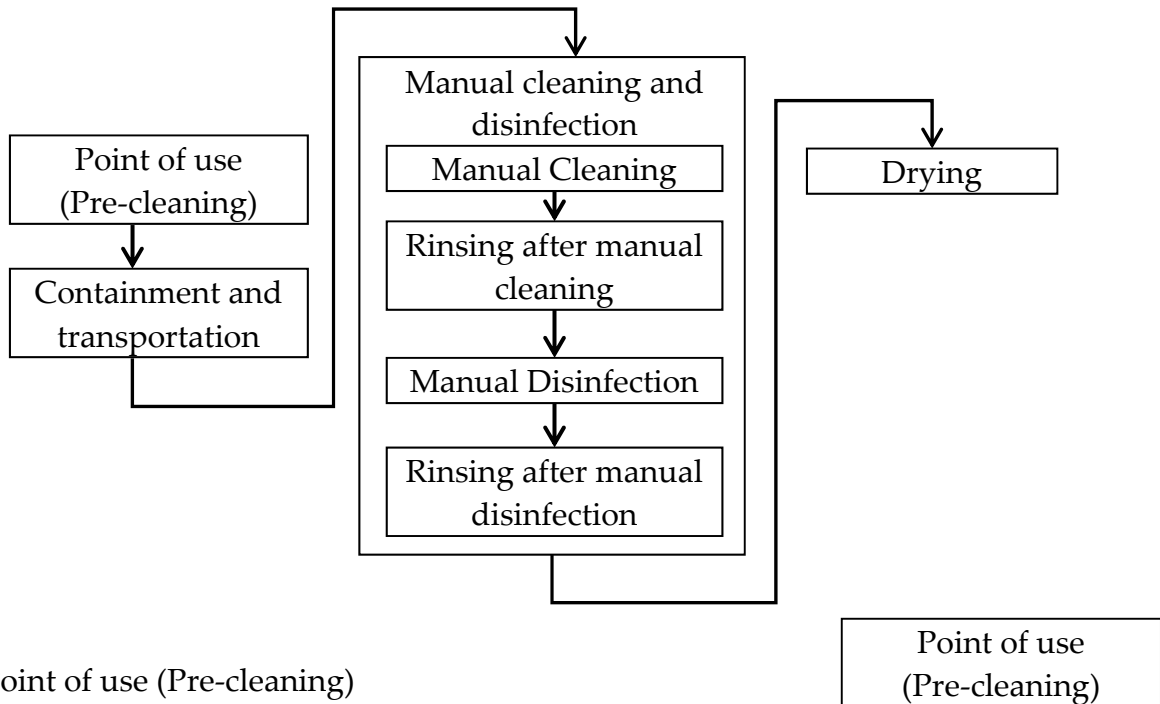 Point of use
(Pre-cleaning)
Containment and
transportation
Manual cleaning and
disinfection
Manual Cleaning
Rinsing after manual
cleaning
Manual Disinfection
Rinsing after manual
disinfection
Drying
oint of use (Pre-cleaning)
Point of use
(Pre-cleaning)